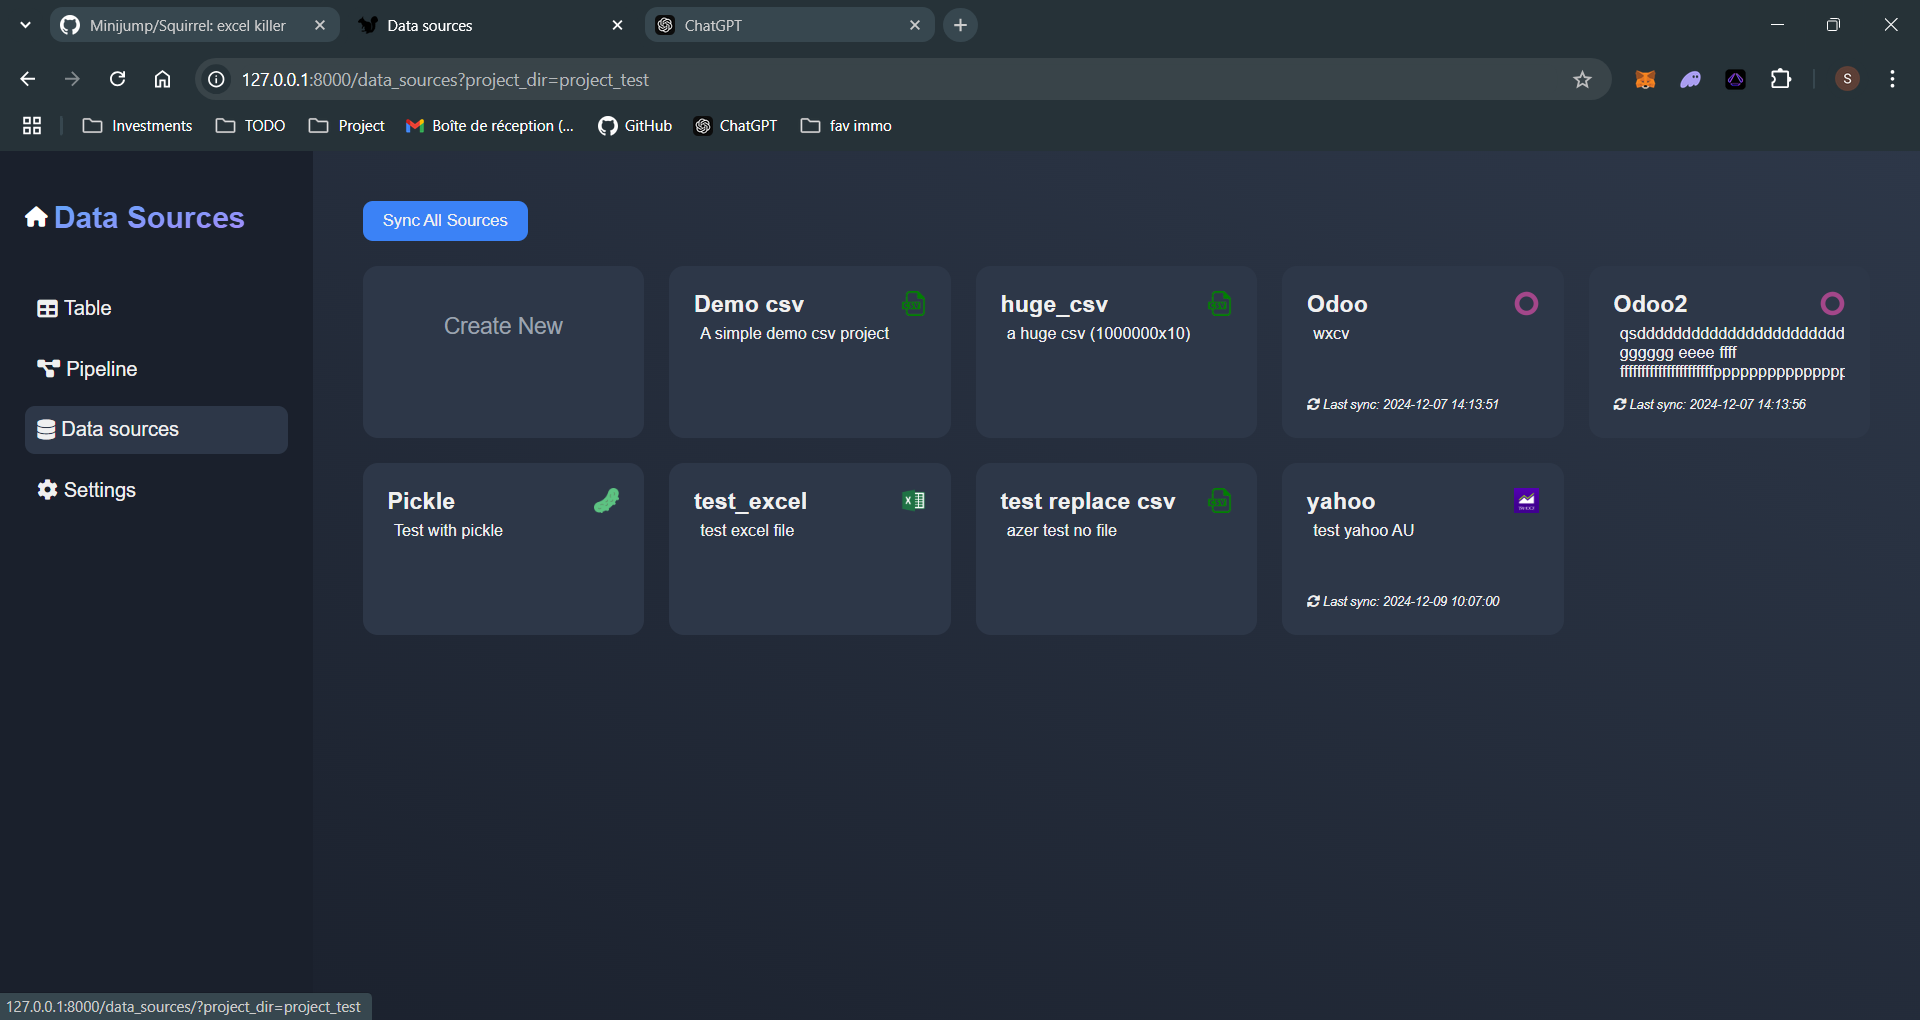 Minijump/Squirrel: excel killer
Data sources
ChatGPT
127.0.0.1:8000/data_sources?project_dir=project_test
S
Investments
TODO
Project
Boîte de réception (...
GitHub
ChatGPT
fav immo
Data Sources
Table
Pipeline
Data sources
Settings
Sync All Sources
Create New
Demo csv
A simple demo csv project
huge_csv
a huge csv (1000000x10)
Odoo
wxcv
Last sync: 2024-12-07 14:13:51
Odoo2
gggggg eeee ffff
Last sync: 2024-12-07 14:13:56
Pickle
Test with pickle
test_excel
test excel file
test replace csv
azer test no file
yahoo
test yahoo AU
Last sync: 2024-12-09 10:07:00
127.0.0.1:8000/data_sources/?project_dir=project_test